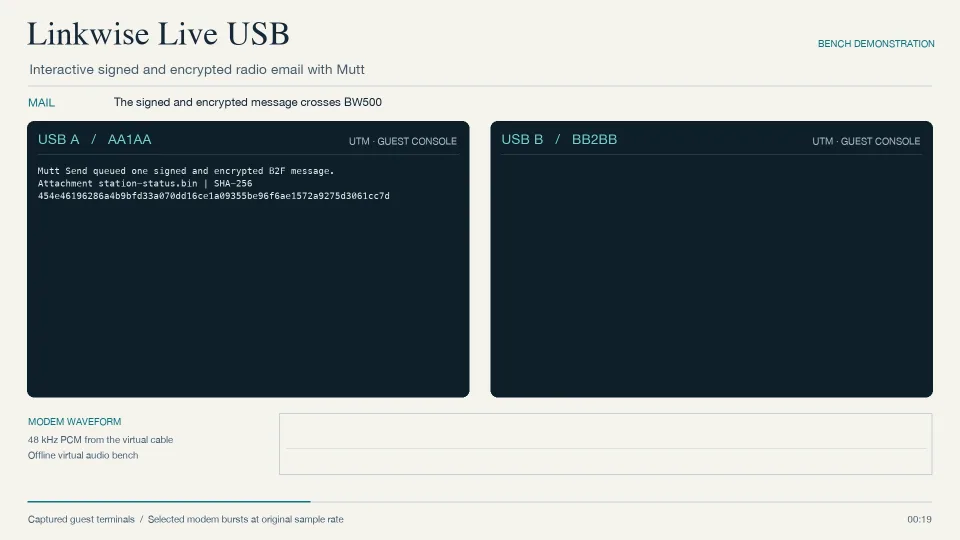 Linkwise Live USB
BENCH DEMONSTRATION
Interactive signed and encrypted radio email with Mutt
MAIL The signed and encrypted message crosses BW500
USB A / AA1AA UTM · GUEST CONSOLE
Mutt Send queued one signed and encrypted B2F message.
Attachment station-status.bin | SHA-256
454e46196286a4b9bfd33a070dd16ce1a09355be96f6ae1572a9275d3061cc7d
USB B / BB2BB UTM · GUEST CONSOLE
MODEM WAVEFORM
48 kHz PCM from the virtual cable
Offline virtual audio bench
Captured guest terminals / Selected modem bursts at original sample rate
00:19